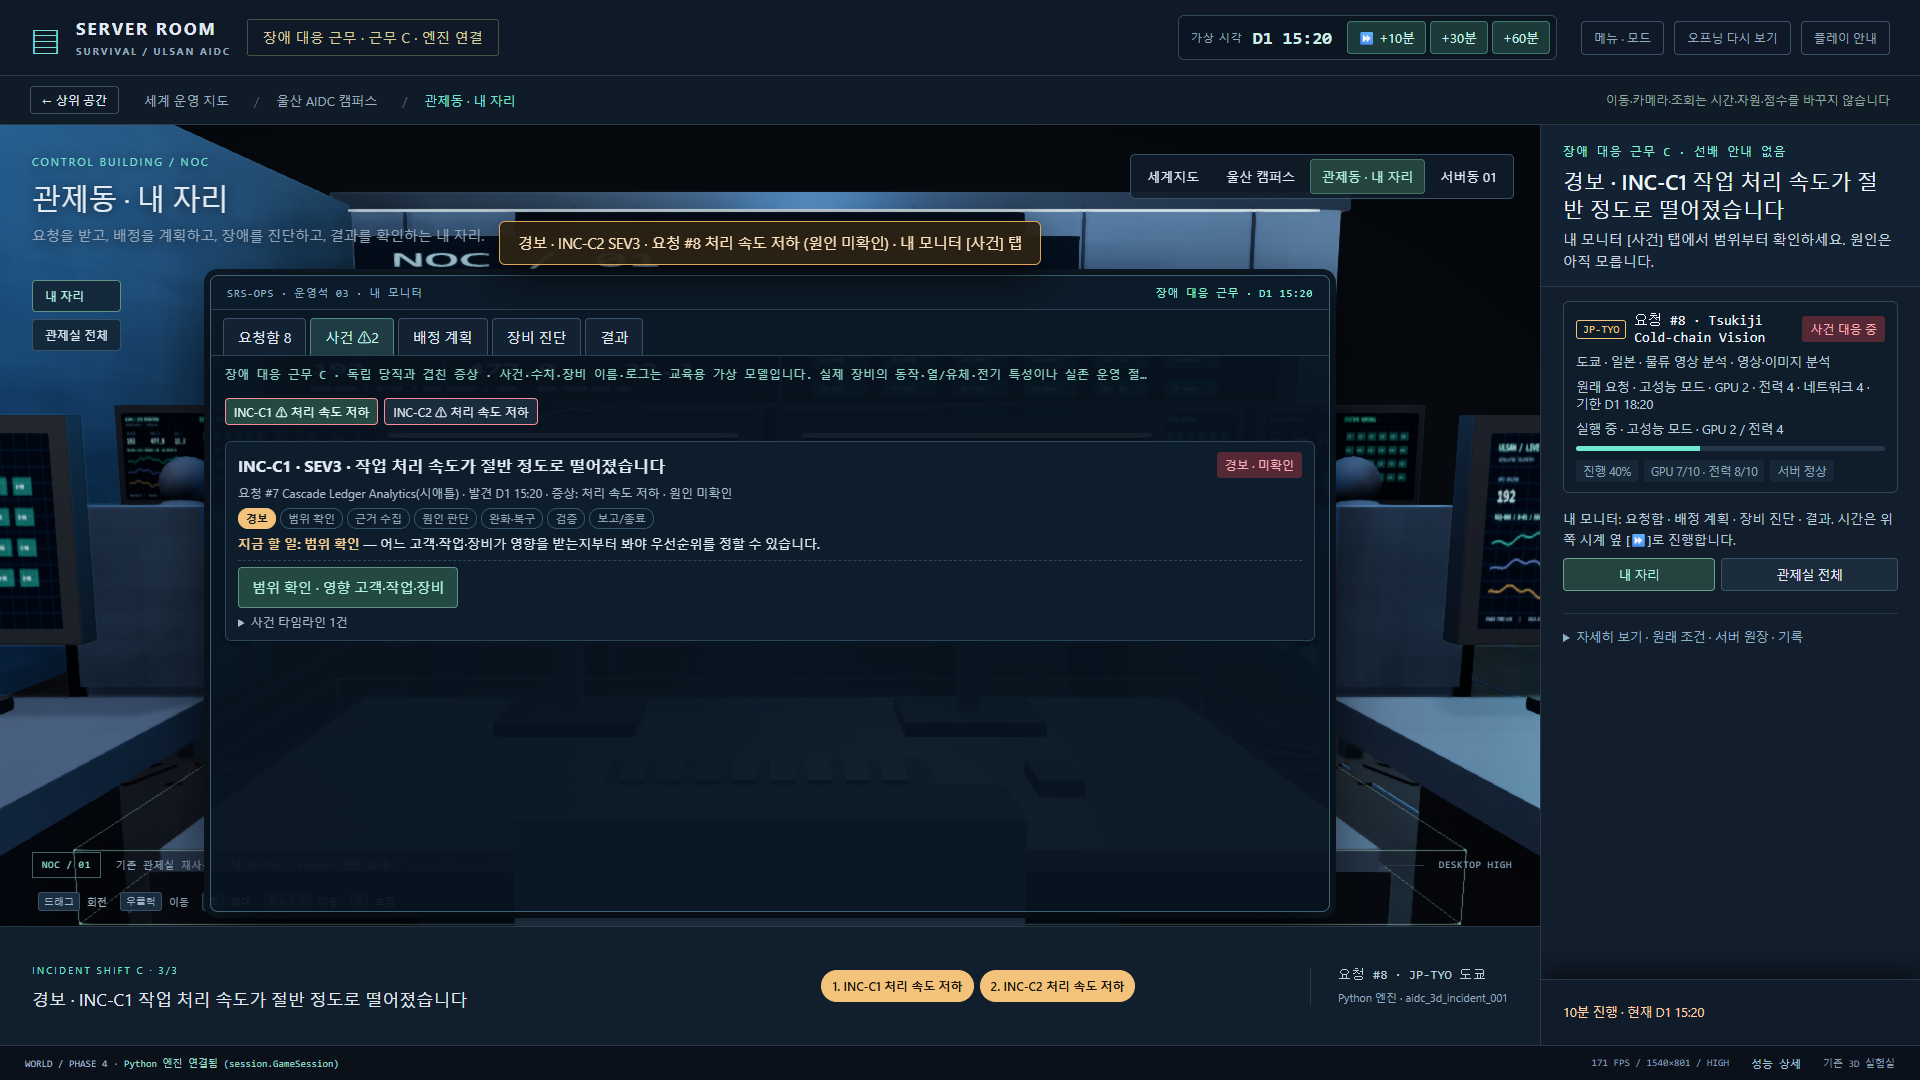 SERVER ROOM
SURVIVAL / ULSAN AIDC
장애 대응 근무 · 근무 C · 엔진 연결
가상 시각 D1 15:20 ⏩ +10분 +30분 +60분
메뉴 · 모드 오프닝 다시 보기 플레이 안내
← 상위 공간 세계 운영 지도 / 울산 AIDC 캠퍼스 / 관제동 · 내 자리
이동·카메라·조회는 시간·자원·점수를 바꾸지 않습니다
CONTROL BUILDING / NOC
관제동 · 내 자리
요청을 받고, 배정을 계획하고, 장애를 진단하고, 결과를 확인하는 내 자리.
세계지도 울산 캠퍼스 관제동 · 내 자리 서버동 01
경보 · INC-C2 SEV3 · 요청 #8 처리 속도 저하 (원인 미확인) · 내 모니터 [사건] 탭
NOC / 01
내 자리
관제실 전체
SRS-OPS · 운영석 03 · 내 모니터
장애 대응 근무 · D1 15:20
요청함 8 사건 ⚠2 배정 계획 장비 진단 결과
장애 대응 근무 C · 독립 당직과 겹친 증상 · 사건·수치·장비 이름·로그는 교육용 가상 모델입니다. 실제 장비의 동작·열/유체·전기 특성이나 실존 운영 절…
INC-C1 ⚠ 처리 속도 저하 INC-C2 ⚠ 처리 속도 저하
INC-C1 · SEV3 · 작업 처리 속도가 절반 정도로 떨어졌습니다
경보 · 미확인
요청 #7 Cascade Ledger Analytics(시애틀) · 발견 D1 15:20 · 증상: 처리 속도 저하 · 원인 미확인
경보 범위 확인 근거 수집 원인 판단 완화·복구 검증 보고/종료
지금 할 일: 범위 확인 — 어느 고객·작업·장비가 영향을 받는지부터 봐야 우선순위를 정할 수 있습니다.
범위 확인 · 영향 고객·작업·장비
▶ 사건 타임라인 1건
NOC / 01 기존 관제실 재사
DESKTOP HIGH
드래그 회전 우클릭 이동
장애 대응 근무 C · 선배 안내 없음
경보 · INC-C1 작업 처리 속도가 절
반 정도로 떨어졌습니다
내 모니터 [사건] 탭에서 범위부터 확인하세요. 원인은
아직 모릅니다.
JP-TYO 요청 #8 · Tsukiji
Cold-chain Vision
사건 대응 중
도쿄 · 일본 · 물류 영상 분석 · 영상·이미지 분석
원래 요청 · 고성능 모드 · GPU 2 · 전력 4 · 네트워크 4 ·
기한 D1 18:20
실행 중 · 고성능 모드 · GPU 2 / 전력 4
진행 40% GPU 7/10 · 전력 8/10 서버 정상
내 모니터: 요청함 · 배정 계획 · 장비 진단 · 결과. 시간은 위
쪽 시계 옆 [⏩]로 진행합니다.
내 자리 관제실 전체
▶ 자세히 보기 · 원래 조건 · 서버 원장 · 기록
10분 진행 · 현재 D1 15:20
INCIDENT SHIFT C · 3/3
경보 · INC-C1 작업 처리 속도가 절반 정도로 떨어졌습니다
1. INC-C1 처리 속도 저하 2. INC-C2 처리 속도 저하
요청 #8 · JP-TYO 도쿄
Python 엔진 · aidc_3d_incident_001
WORLD / PHASE 4 · Python 엔진 연결됨 (session.GameSession)
171 FPS / 1540×801 / HIGH 성능 상세 기존 3D 실험실